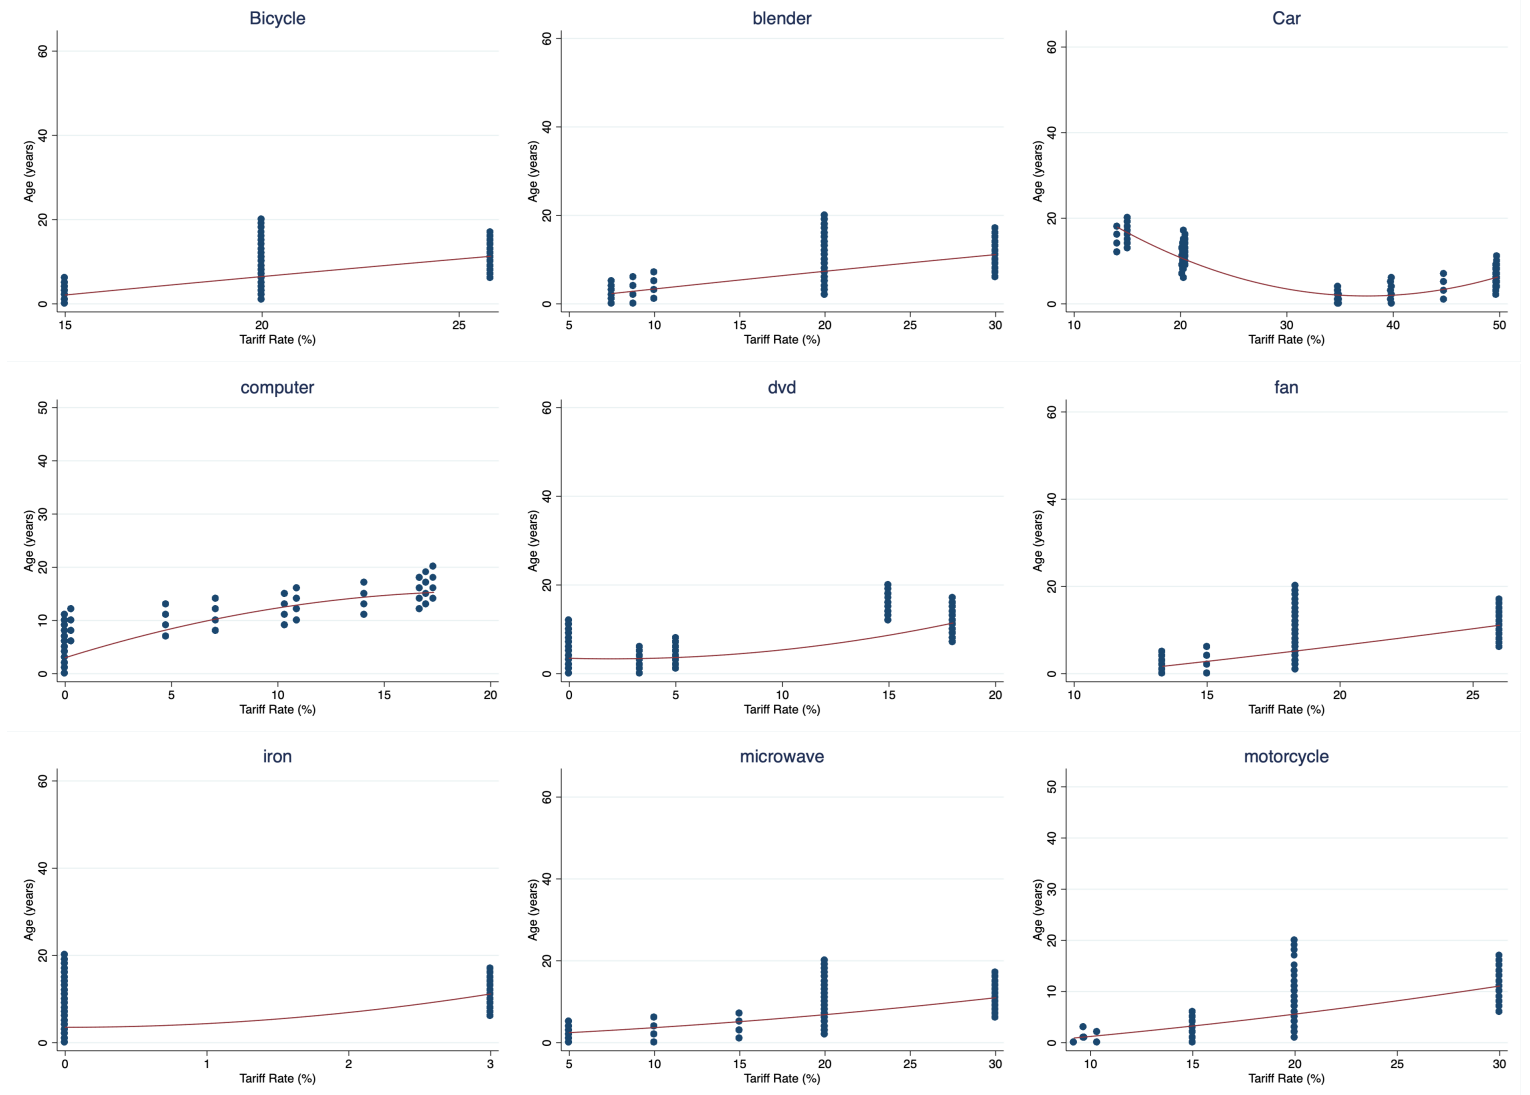 Bicycle
Age (years)
60
40
20
0
15 20 25
Tariff Rate (%)
blender
Age (years)
60
40
20
0
5 10 15 20 25 30
Tariff Rate (%)
Car
Age (years)
60
40
20
0
10 20 30 40 50
Tariff Rate (%)
computer
Age (years)
50
40
30
20
10
0
0 5 10 15 20
Tariff Rate (%)
dvd
Age (years)
60
40
20
0
0 5 10 15 20
Tariff Rate (%)
fan
Age (years)
60
40
20
0
10 15 20 25
Tariff Rate (%)
iron
Age (years)
60
40
20
0
0 1 2 3
Tariff Rate (%)
microwave
Age (years)
60
40
20
0
5 10 15 20 25 30
Tariff Rate (%)
motorcycle
Age (years)
50
40
30
20
10
0
10 15 20 25 30
Tariff Rate (%)